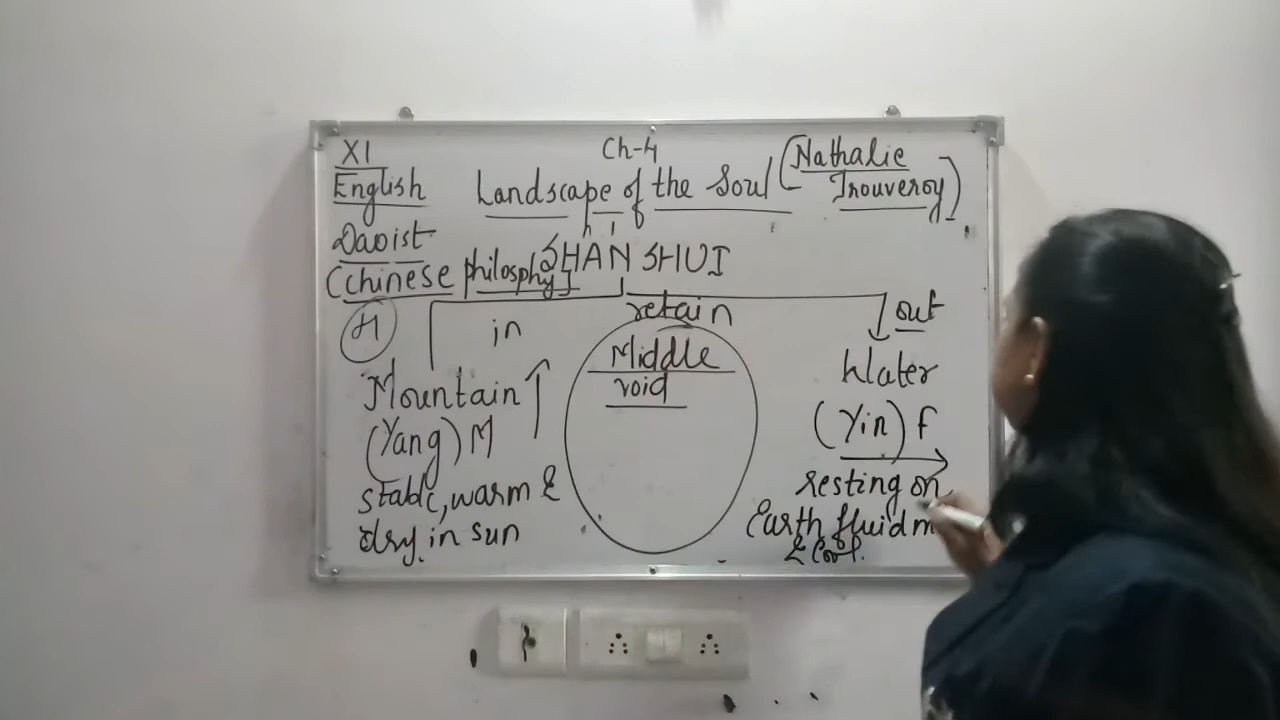 XI
English
Ch-4
Landscape of the Soul (Nathalie
Trouveroy)
Daoist
(Chinese philosphy)
SHAN SHUI
in
retain
out
Middle
void
Mountain
(Yang) M
stable, warm &
dry in sun
Water
(Yin) F
resting on
Earth fluid m
& Cool.